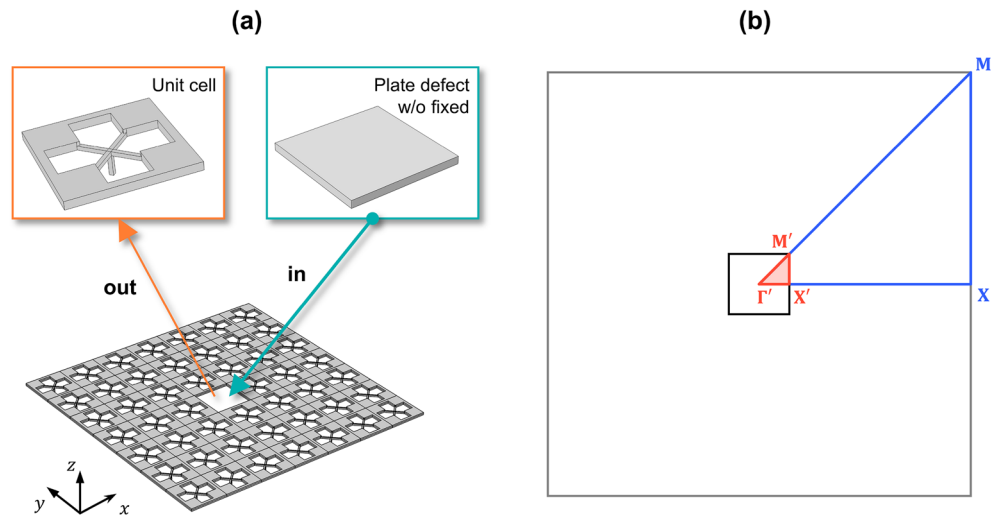 (a)
(b)
Unit cell
Plate defect
w/o fixed
out
in
z
y
x
M
M′
Γ′
X′
X